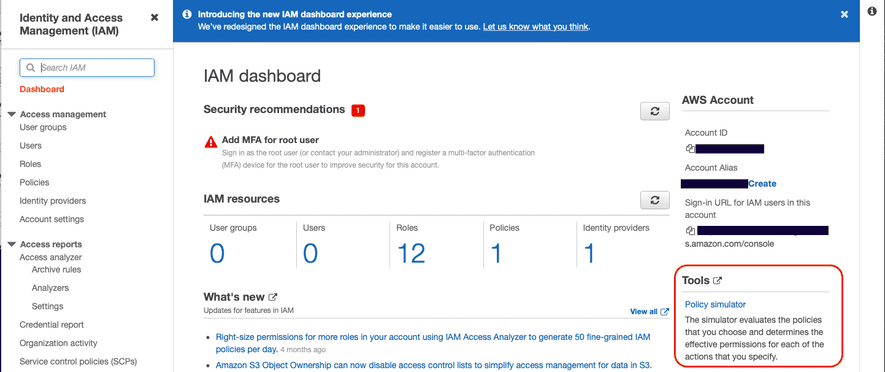 Identity and Access
Management (IAM)
Search IAM
Dashboard
Access management
User groups
Users
Roles
Policies
Identity providers
Account settings
Access reports
Access analyzer
Archive rules
Analyzers
Settings
Credential report
Organization activity
Service control policies (SCPs)
Introducing the new IAM dashboard experience
We've redesigned the IAM dashboard experience to make it easier to use. Let us know what you think.
IAM dashboard
Security recommendations 1
Add MFA for root user
Sign in as the root user (or contact your administrator) and register a multi-factor authentication
(MFA) device for the root user to improve security for this account.
IAM resources
User groups Users Roles Policies Identity providers
0 0 12 1 1
What's new
Updates for features in IAM
View all
Right-size permissions for more roles in your account using IAM Access Analyzer to generate 50 fine-grained IAM
policies per day. 4 months ago
Amazon S3 Object Ownership can now disable access control lists to simplify access management for data in S3.
AWS Account
Account ID
Account Alias
Create
Sign-in URL for IAM users in this
account
s.amazon.com/console
Tools
Policy simulator
The simulator evaluates the policies
that you choose and determines the
effective permissions for each of the
actions that you specify.